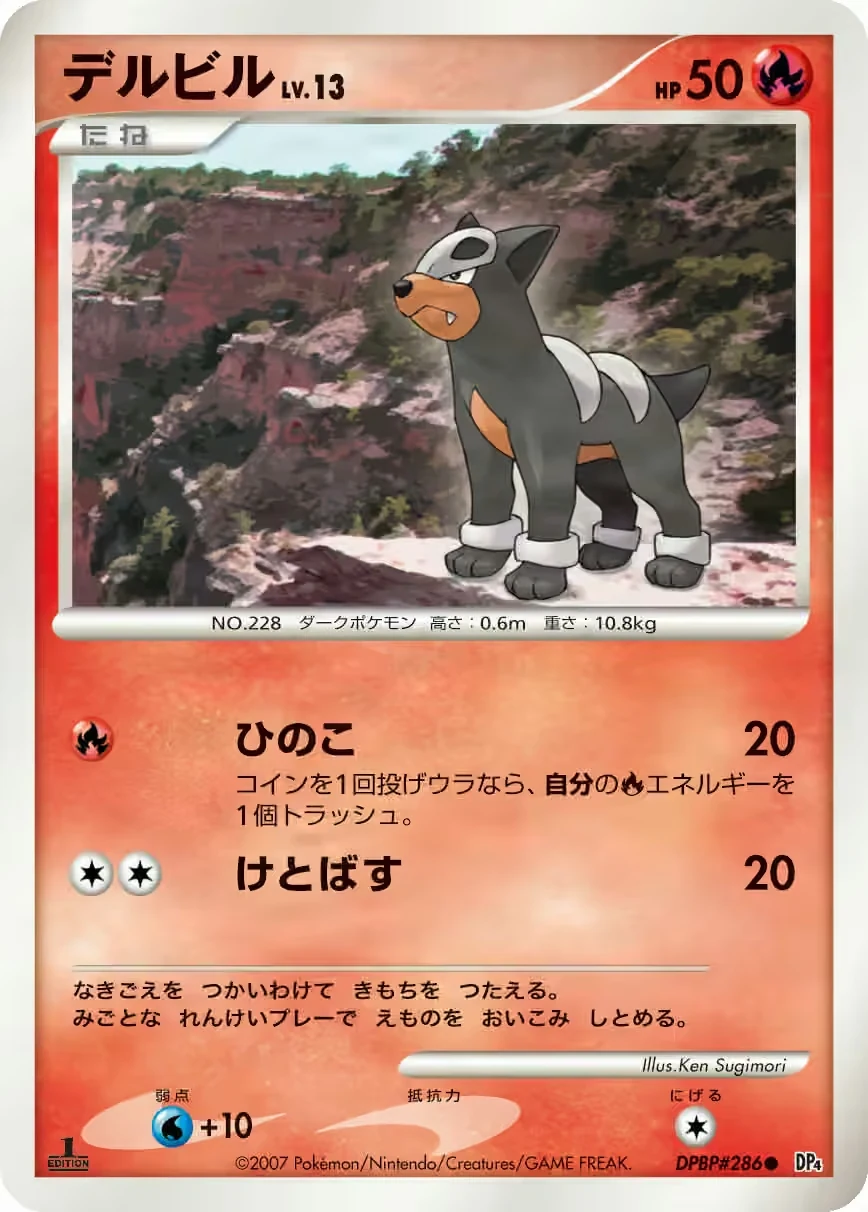 デルビル LV.13 HP 50
たね
NO.228 ダークポケモン 高さ：0.6m 重さ：10.8kg
ひのこ 20
コインを1回投げウラなら、自分のエネルギーを
1個トラッシュ。
けとばす 20
なきごえを つかいわけて きもちを つたえる。
みごとな れんけいプレーで えものを おいこみ しとめる。
Illus.Ken Sugimori
弱点 抵抗力 にげる
+10
1 EDITION ©2007 Pokémon/Nintendo/Creatures/GAME FREAK. DPBP#286 DP4